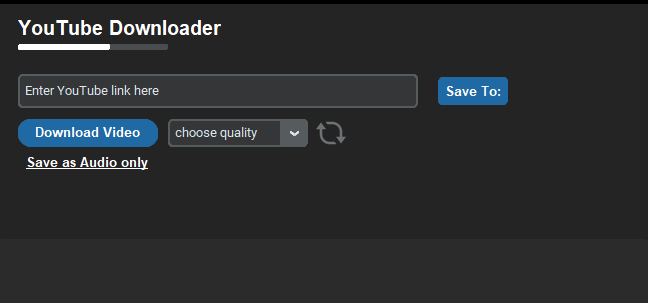 YouTube Downloader
Enter YouTube link here
Save To:
Download Video
choose quality
Save as Audio only